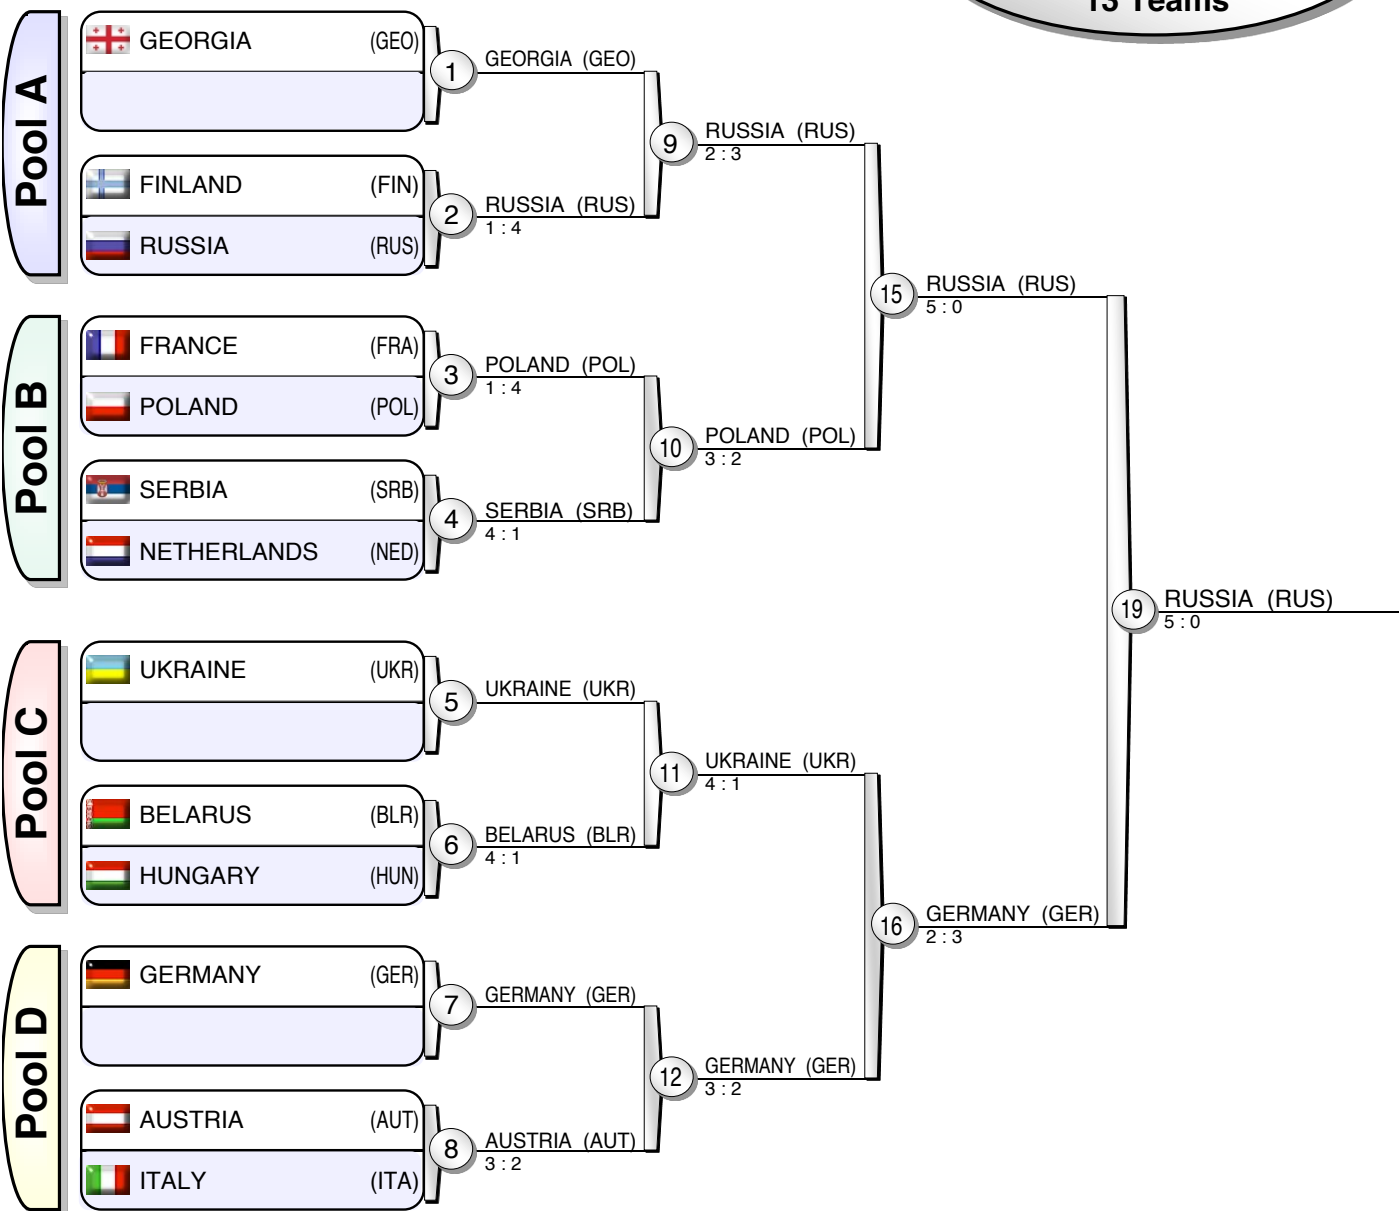 13 Teams
Pool A
GEORGIA (GEO)
1
GEORGIA (GEO)
FINLAND (FIN)
RUSSIA (RUS)
2
RUSSIA (RUS)
1 : 4
9
RUSSIA (RUS)
2 : 3
Pool B
FRANCE (FRA)
POLAND (POL)
3
POLAND (POL)
1 : 4
SERBIA (SRB)
NETHERLANDS (NED)
4
SERBIA (SRB)
4 : 1
10
POLAND (POL)
3 : 2
15
RUSSIA (RUS)
5 : 0
Pool C
UKRAINE (UKR)
5
UKRAINE (UKR)
BELARUS (BLR)
HUNGARY (HUN)
6
BELARUS (BLR)
4 : 1
11
UKRAINE (UKR)
4 : 1
Pool D
GERMANY (GER)
7
GERMANY (GER)
AUSTRIA (AUT)
ITALY (ITA)
8
AUSTRIA (AUT)
3 : 2
12
GERMANY (GER)
3 : 2
16
GERMANY (GER)
2 : 3
19
RUSSIA (RUS)
5 : 0